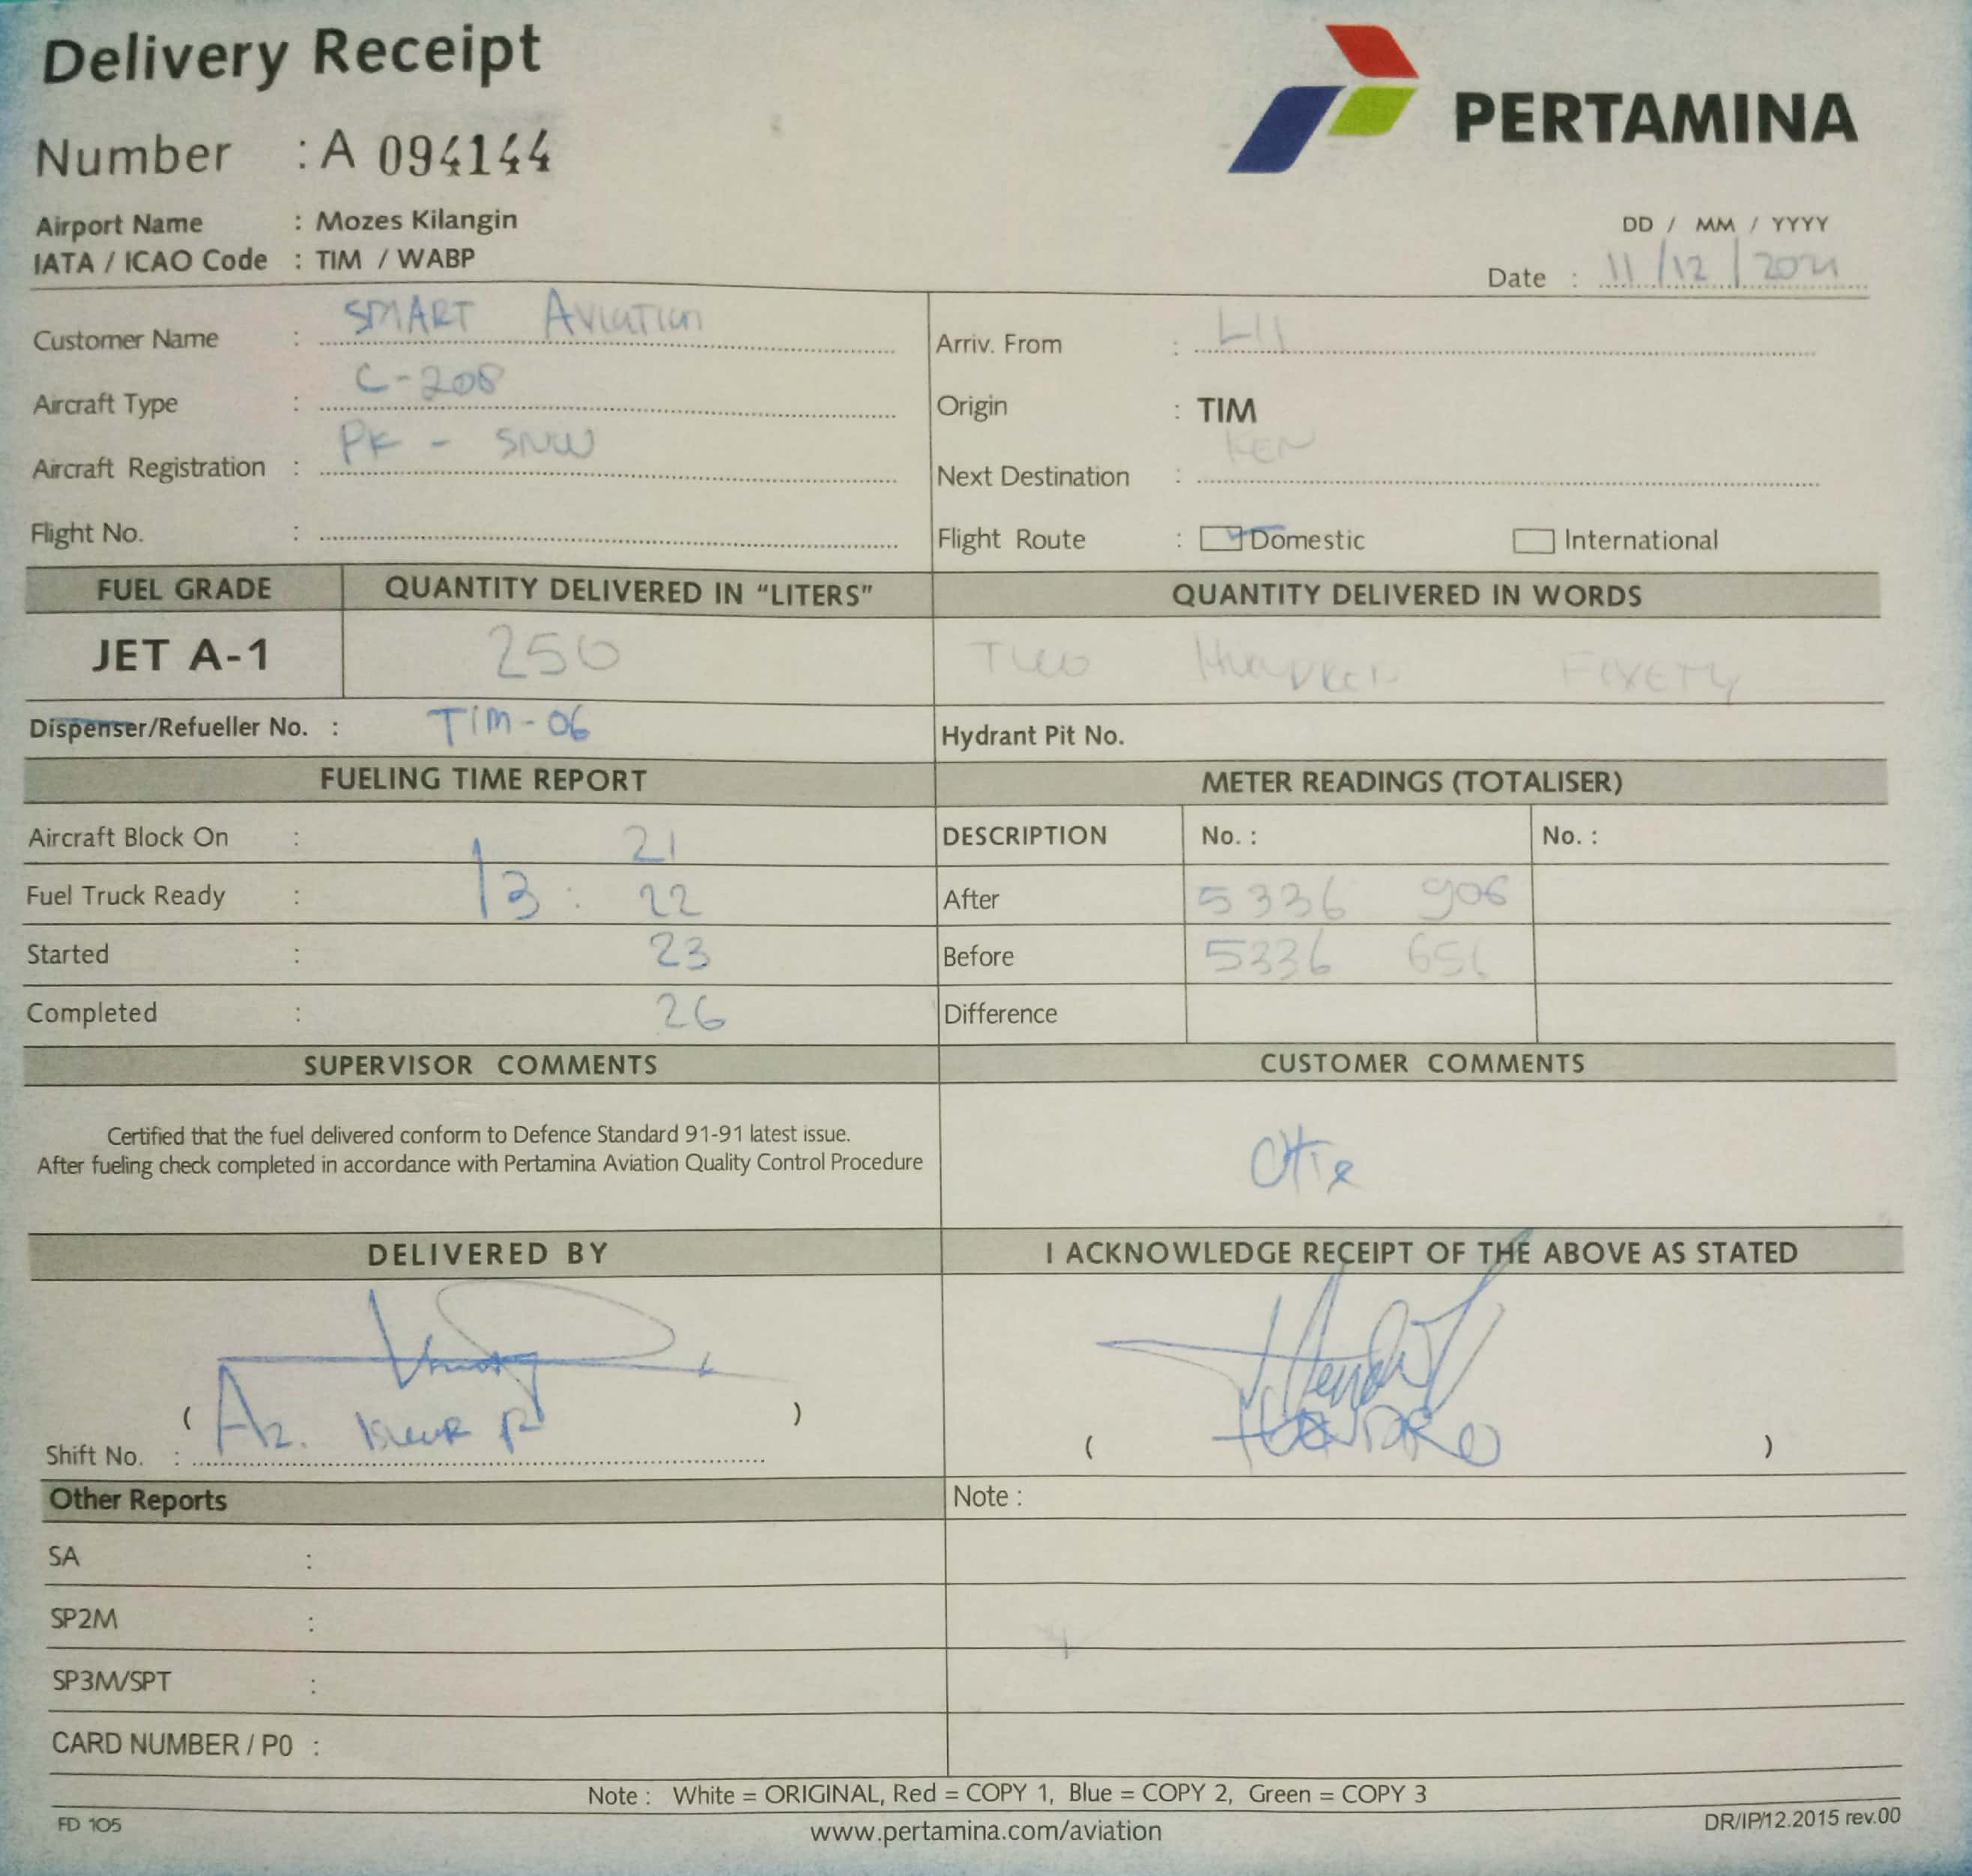 Delivery Receipt
PERTAMINA
Number : A 094144
Airport Name : Mozes Kilangin
IATA / ICAO Code : TIM / WABP
DD / MM / YYYY
Date : 11/12/2021
Customer Name : SMART Aviation
Arriv. From :
Aircraft Type : C-208
Origin : TIM
Aircraft Registration : PK - SNW
Next Destination : KEN
Flight No. :
Flight Route : Domestic International
FUEL GRADE QUANTITY DELIVERED IN "LITERS" QUANTITY DELIVERED IN WORDS
JET A-1 250 Two Hundred
Dispenser/Refueller No. : TIM-06
Hydrant Pit No.
FUELING TIME REPORT METER READINGS (TOTALISER)
Aircraft Block On : 21
DESCRIPTION No. : No. :
Fuel Truck Ready : 13 : 22
After 5336 906
Started : 23
Before 5336
Completed : 26
Difference
SUPERVISOR COMMENTS CUSTOMER COMMENTS
Certified that the fuel delivered conform to Defence Standard 91-91 latest issue.
After fueling check completed in accordance with Pertamina Aviation Quality Control Procedure
DELIVERED BY I ACKNOWLEDGE RECEIPT OF THE ABOVE AS STATED
( )
( )
Shift No. :
Other Reports Note :
SA :
SP2M :
SP3M/SPT :
CARD NUMBER / P0 :
Note : White = ORIGINAL, Red = COPY 1, Blue = COPY 2, Green = COPY 3
FD 105
www.pertamina.com/aviation
DR/IP/12.2015 rev.00